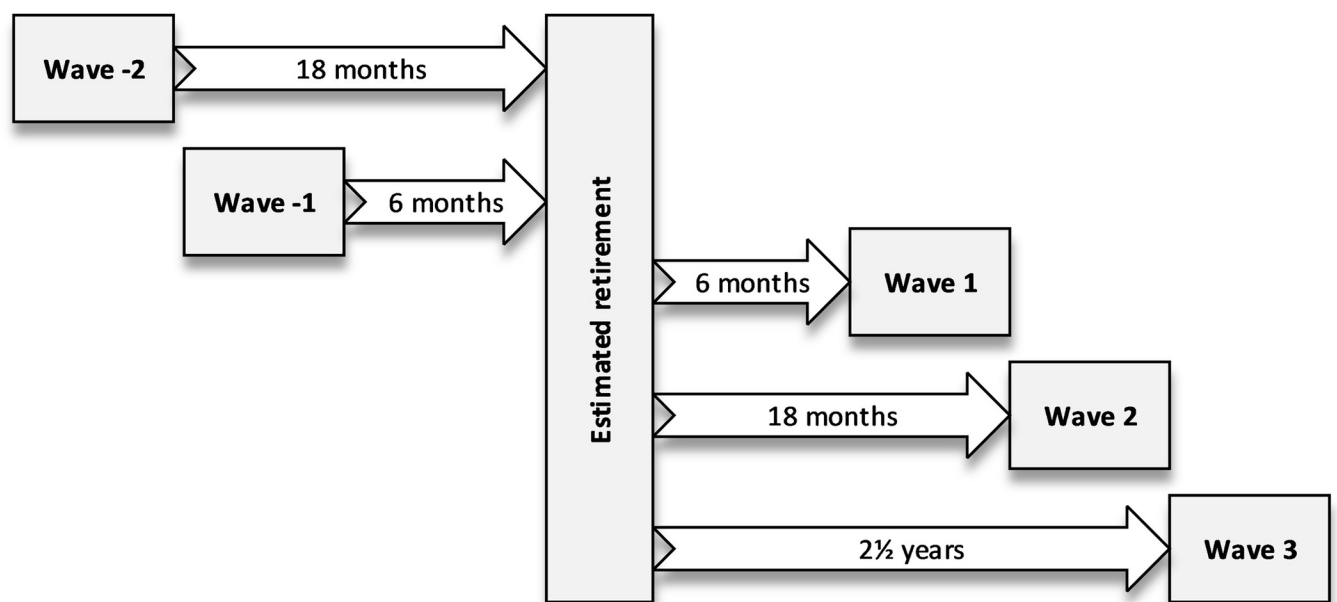 Wave -2
18 months
Wave -1
6 months
Estimated retirement
6 months
Wave 1
18 months
Wave 2
2½ years
Wave 3